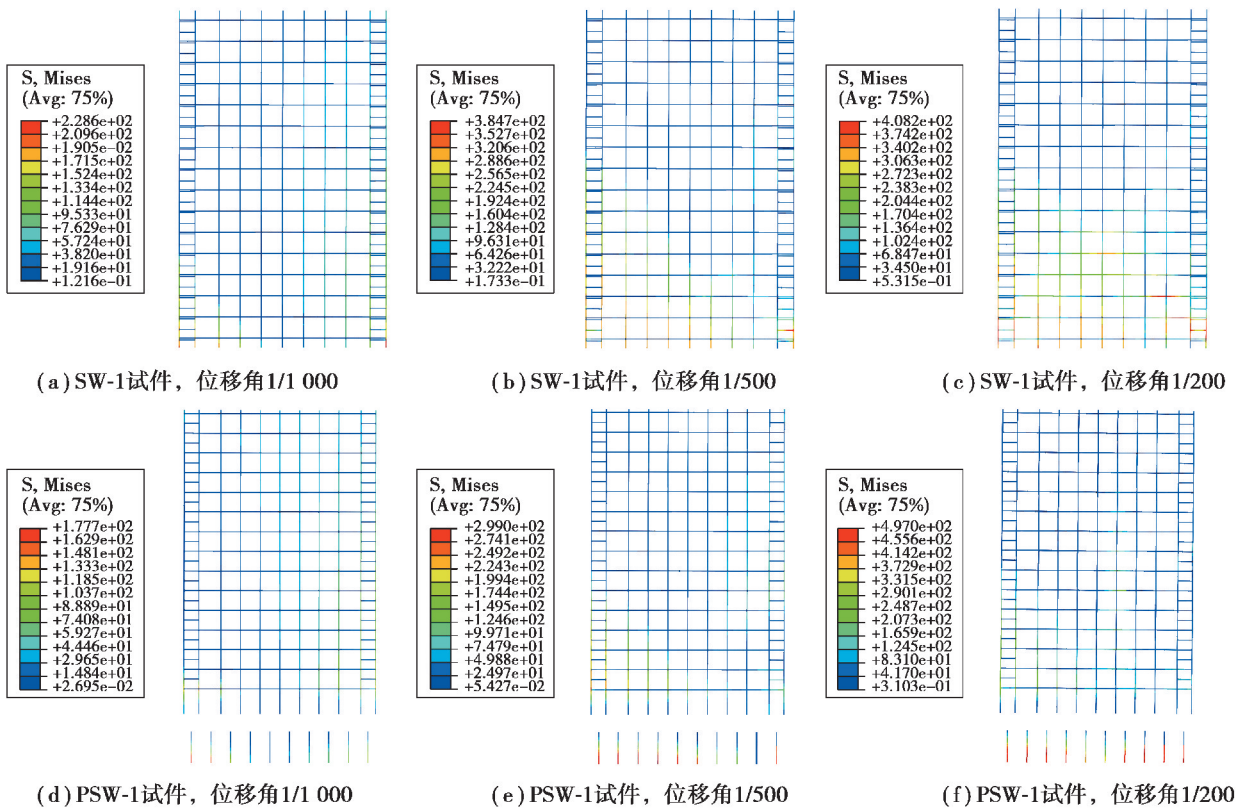 S, Mises
(Avg: 75%)
+2.286e+02
+2.096e+02
+1.905e-02
+1.715e+02
+1.524e+02
+1.334e+02
+1.144e+02
+9.533e+01
+7.629e+01
+5.724e+01
+3.820e+01
+1.916e+01
+1.216e-01
S, Mises
(Avg: 75%)
+3.847e+02
+3.527e+02
+3.206e+02
+2.886e+02
+2.565e+02
+2.245e+02
+1.924e+02
+1.604e+02
+1.284e+02
+9.631e+01
+6.426e+01
+3.222e+01
+1.733e-01
S, Mises
(Avg: 75%)
+4.082e+02
+3.742e+02
+3.402e+02
+3.063e+02
+2.723e+02
+2.383e+02
+2.044e+02
+1.704e+02
+1.364e+02
+1.024e+02
+6.847e+01
+3.450e+01
+5.315e-01
(a)SW-1试件，位移角1/1 000
(b)SW-1试件，位移角1/500
(c)SW-1试件，位移角1/200
S, Mises
(Avg: 75%)
+1.777e+02
+1.629e+02
+1.481e+02
+1.333e+02
+1.185e+02
+1.037e+02
+8.889e+01
+7.408e+01
+5.927e+01
+4.446e+01
+2.965e+01
+1.484e+01
+2.695e-02
S, Mises
(Avg: 75%)
+2.990e+02
+2.741e+02
+2.492e+02
+2.243e+02
+1.994e+02
+1.744e+02
+1.495e+02
+1.246e+02
+9.971e+01
+7.479e+01
+4.988e+01
+2.497e+01
+5.427e-02
S, Mises
(Avg: 75%)
+4.970e+02
+4.556e+02
+4.142e+02
+3.729e+02
+3.315e+02
+2.901e+02
+2.487e+02
+2.073e+02
+1.659e+02
+1.245e+02
+8.310e+01
+4.170e+01
+3.103e-01
(d)PSW-1试件，位移角1/1 000
(e)PSW-1试件，位移角1/500
(f)PSW-1试件，位移角1/200